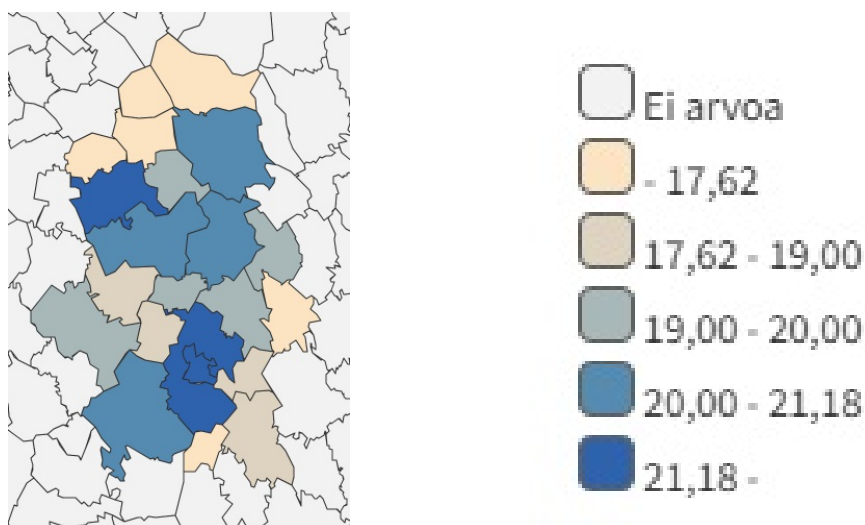 Ei arvoa
- 17,62
17,62 - 19,00
19,00 - 20,00
20,00 - 21,18
21,18 -